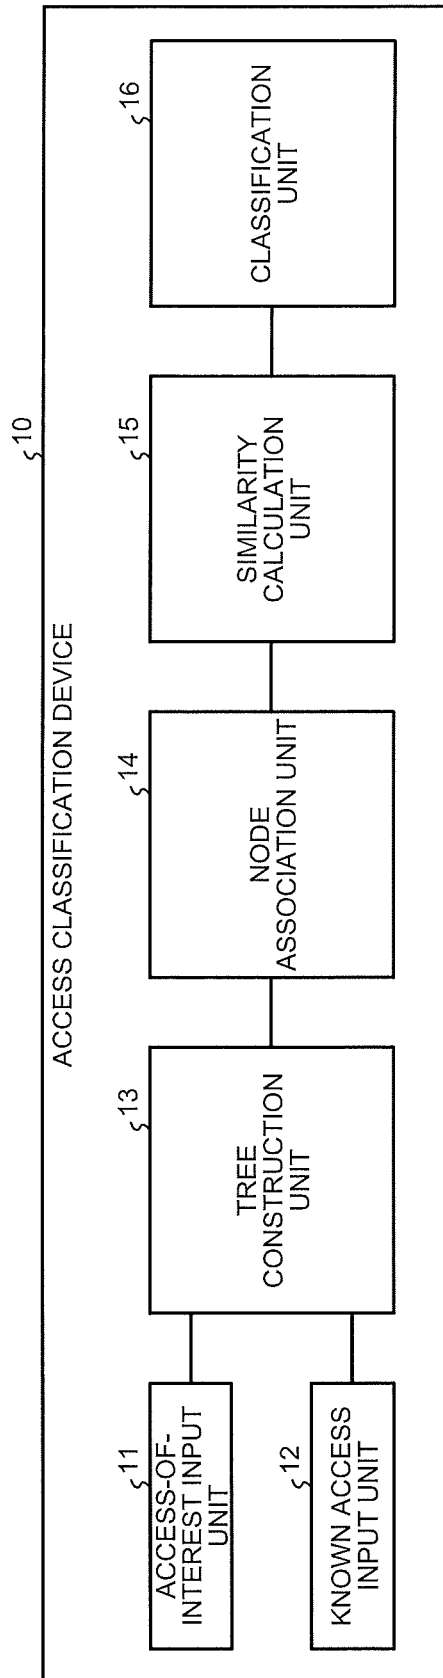 10
ACCESS CLASSIFICATION DEVICE
11
ACCESS-OF-
INTEREST INPUT
UNIT
12
KNOWN ACCESS
INPUT UNIT
13
TREE
CONSTRUCTION
UNIT
14
NODE
ASSOCIATION UNIT
15
SIMILARITY
CALCULATION
UNIT
16
CLASSIFICATION
UNIT